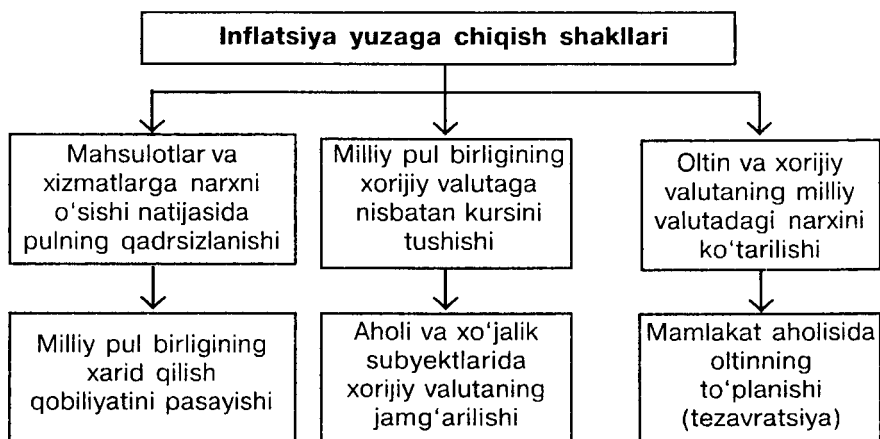 Inflatsiya yuzaga chiqish shakllari
Mahsulotlar va
xizmatlarga narxni
o‘sishi natijasida
pulning qadrsizlanishi
Milliy pul birligining
xorijiy valutaga
nisbatan kursini
tushishi
Oltin va xorijiy
valutaning milliy
valutadagi narxini
ko‘tarilishi
Milliy pul birligining
xarid qilish
qobiliyatini pasayishi
Aholi va xo‘jalik
subyektlarida
xorijiy valutaning
jamg‘arilishi
Mamlakat aholisida
oltinning
to‘planishi
(tezavratsiya)